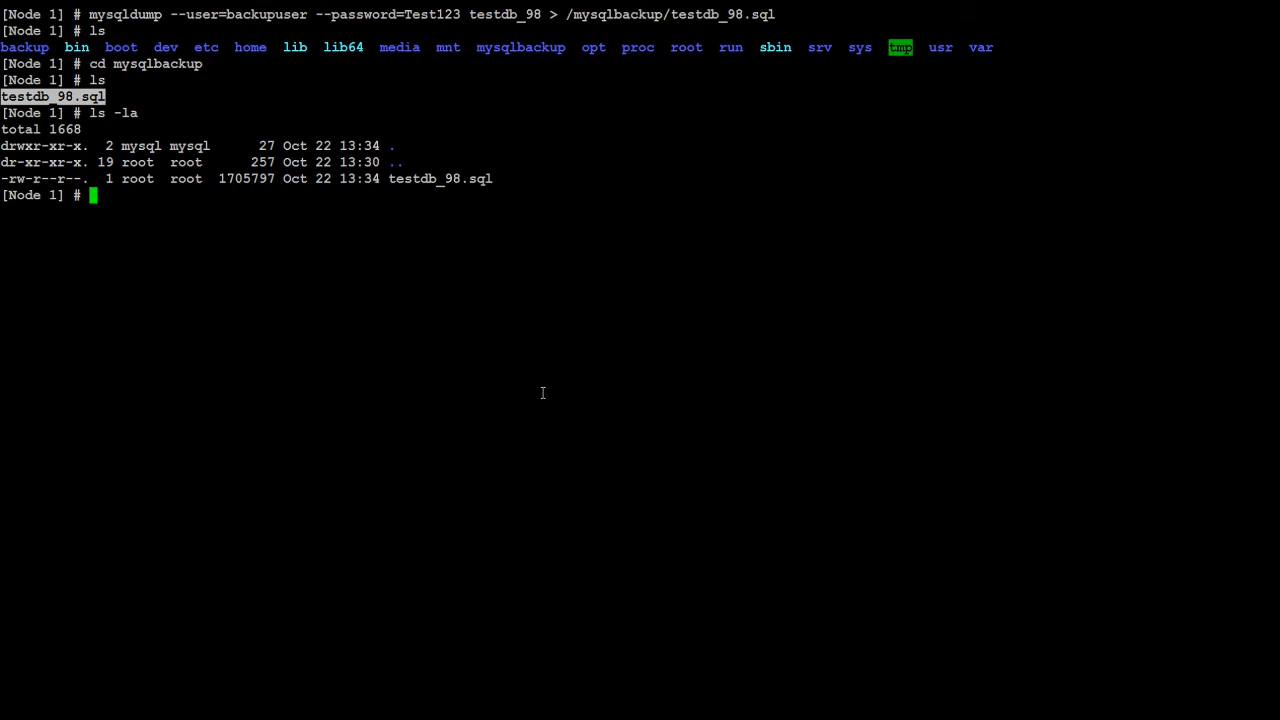 [Node 1] # mysqldump --user=backupuser --password=Test123 testdb_98 > /mysqlbackup/testdb_98.sql
[Node 1] # ls
backup  bin  boot  dev  etc  home  lib  lib64  media  mnt  mysqlbackup  opt  proc  root  run  sbin  srv  sys  tmp  usr  var
[Node 1] # cd mysqlbackup
[Node 1] # ls
testdb_98.sql
[Node 1] # ls -la
total 1668
drwxr-xr-x.  2 mysql mysql      27 Oct 22 13:34 .
dr-xr-xr-x. 19 root  root      257 Oct 22 13:30 ..
-rw-r--r--.  1 root  root  1705797 Oct 22 13:34 testdb_98.sql
[Node 1] #